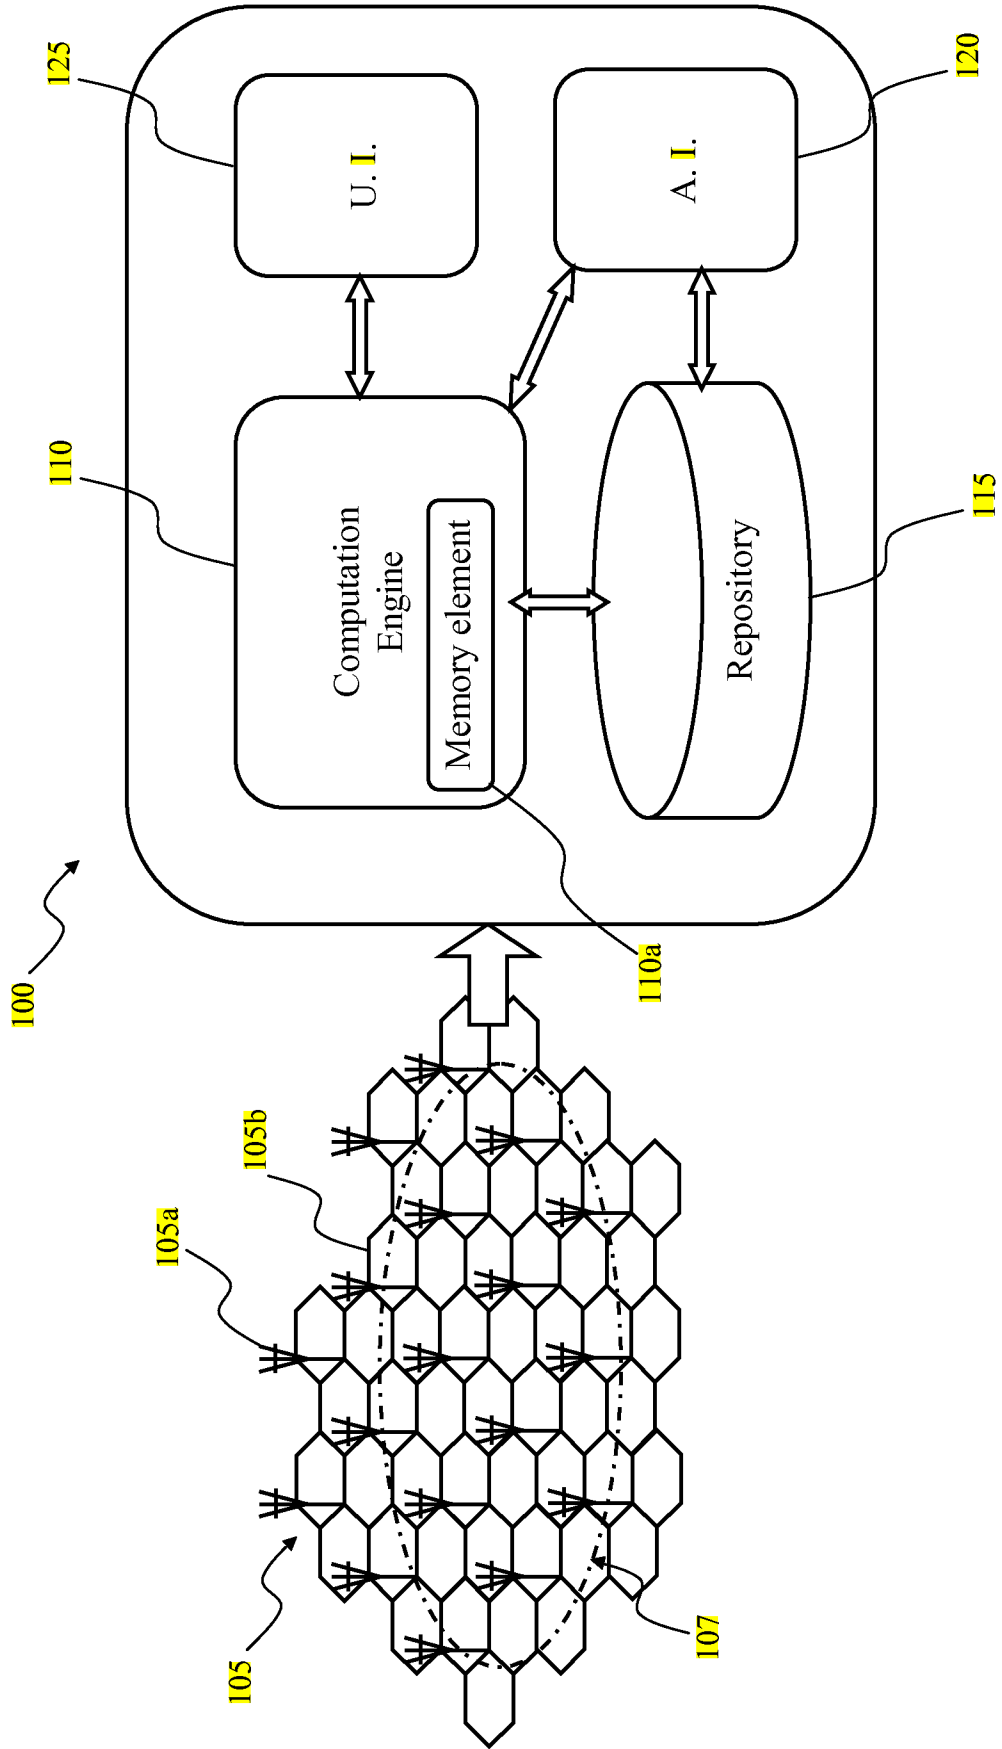 100
105
105a
105b
107
110
Computation
Engine
Memory element
110a
125
U. I.
A. I.
120
Repository
115